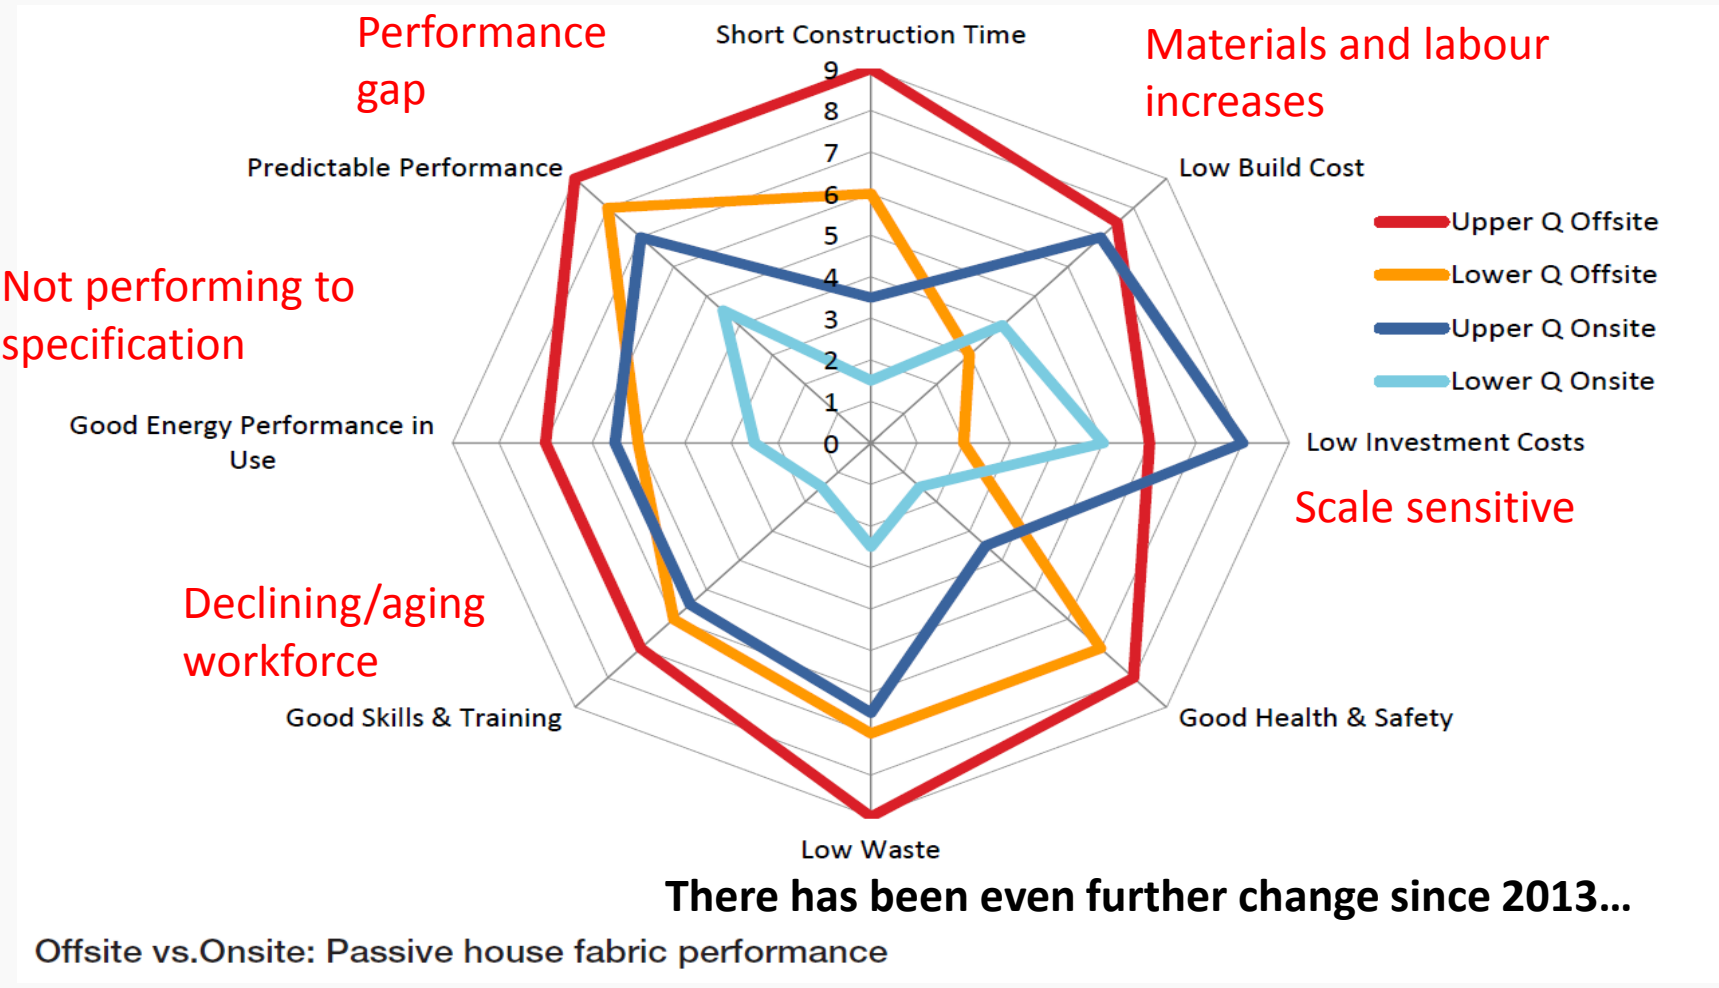 Performance
gap
Short Construction Time
Materials and labour
increases
9
8
7
6
5
4
3
2
1
0
Predictable Performance
Low Build Cost
Upper Q Offsite
Lower Q Offsite
Upper Q Onsite
Lower Q Onsite
Not performing to
specification
Good Energy Performance in
Use
Low Investment Costs
Scale sensitive
Declining/aging
workforce
Good Skills & Training
Good Health & Safety
Low Waste
There has been even further change since 2013...
Offsite vs.Onsite: Passive house fabric performance